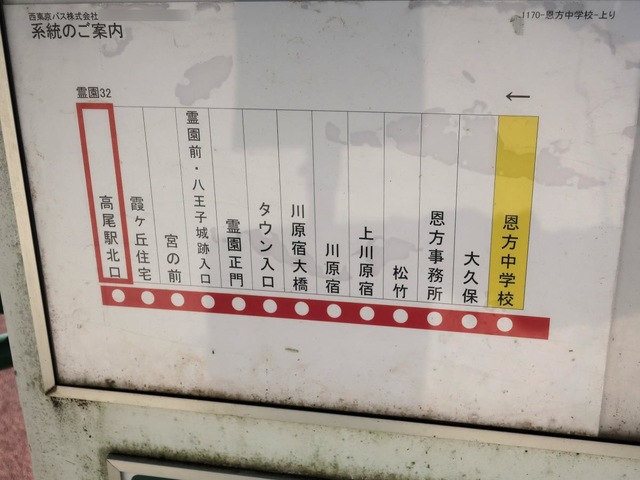 西東京バス株式会社
系統のご案内
1170-恩方中学校-上り
霊園32
←
高尾駅北口
霞ヶ丘住宅
宮の前
霊園前・八王子城跡入口
霊園正門
タウン入口
川原宿大橋
川原宿
上川原宿
松竹
恩方事務所
大久保
恩方中学校